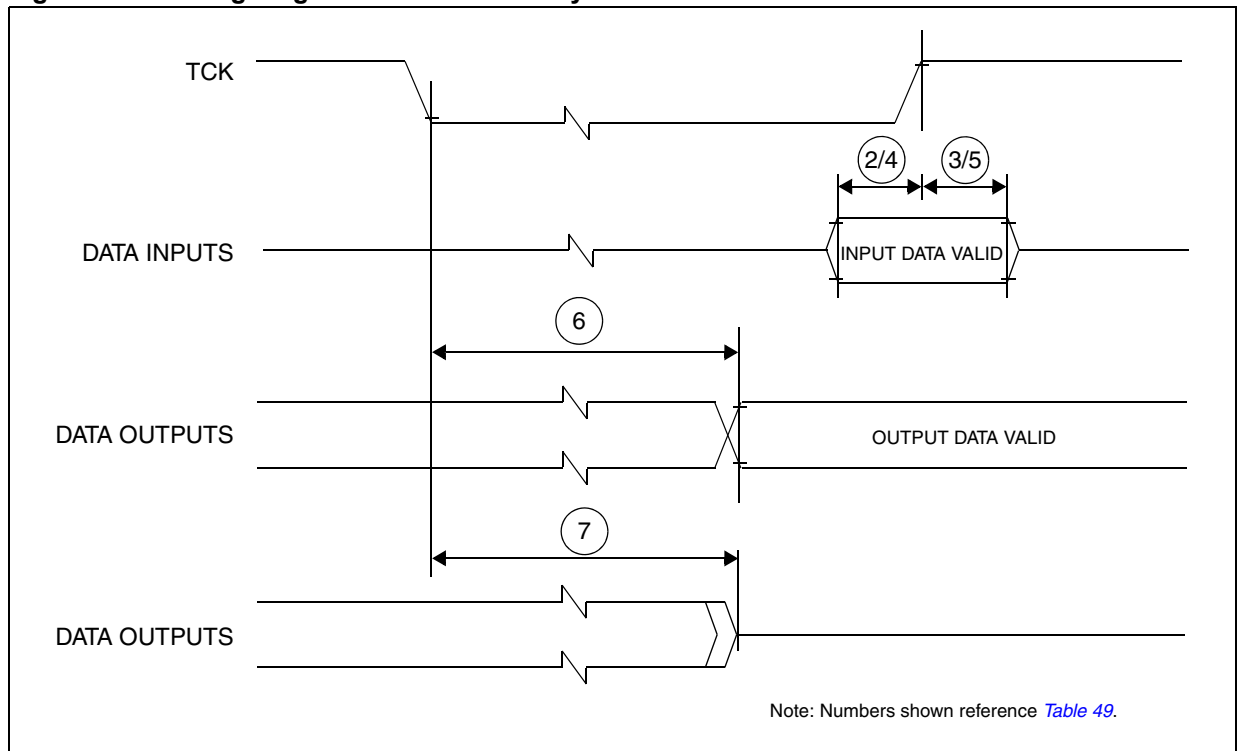 TCK
2/4
3/5
DATA INPUTS
INPUT DATA VALID
6
DATA OUTPUTS
OUTPUT DATA VALID
7
DATA OUTPUTS
Note: Numbers shown reference Table 49.